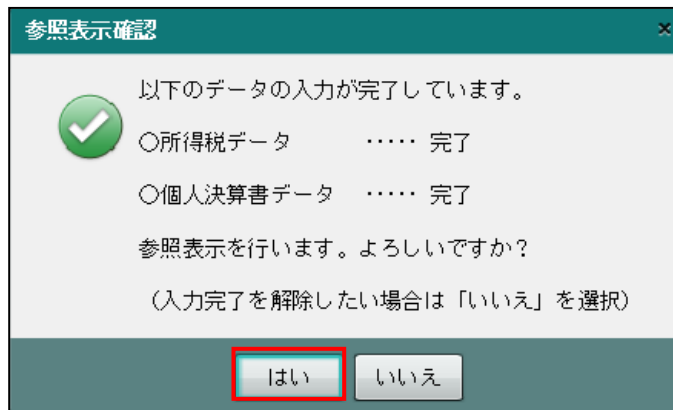 参照表示確認
以下のデータの入力が完了しています。
○所得税データ ‥‥‥ 完了
○個人決算書データ ‥‥‥ 完了
参照表示を行います。よろしいですか？
（入力完了を解除したい場合は「いいえ」を選択）
はい いいえ